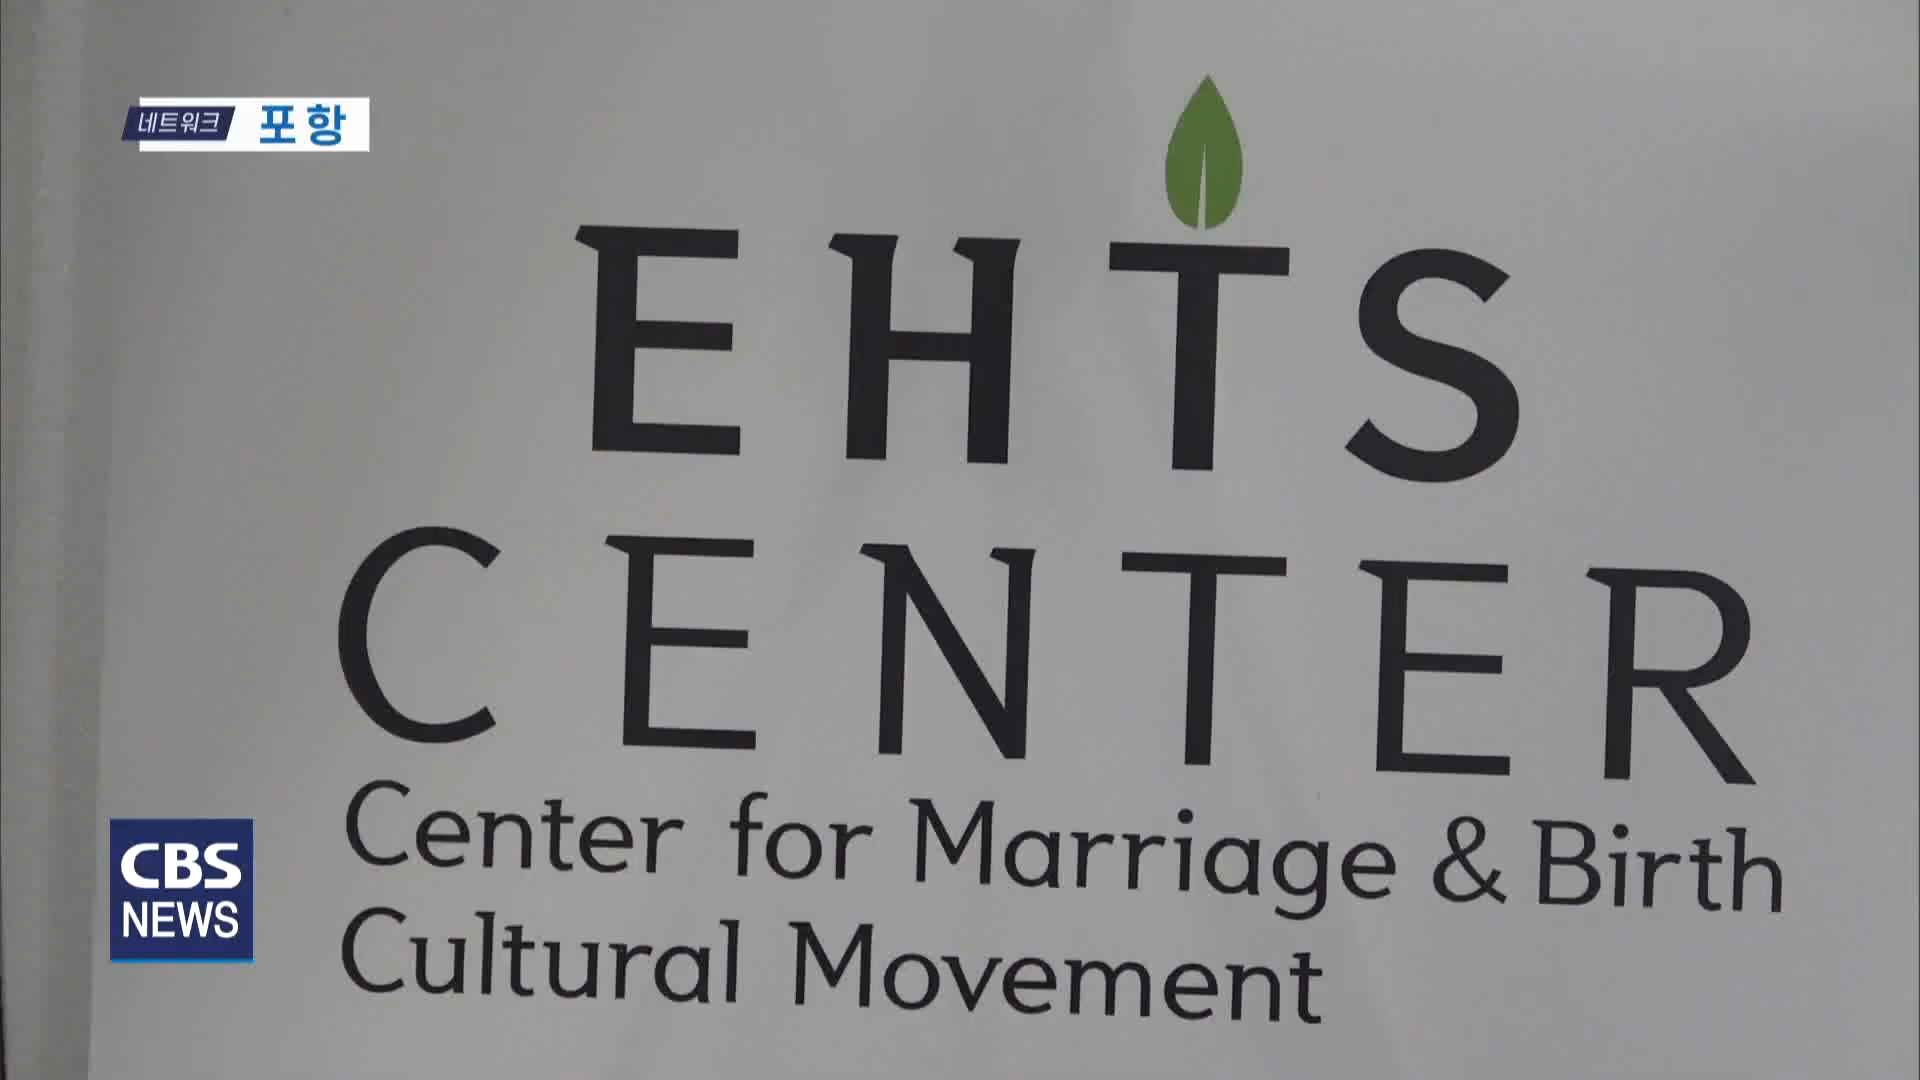 네트워크 포항
EHTS
CENTER
Center for Marriage & Birth
Cultural Movement
CBS
NEWS